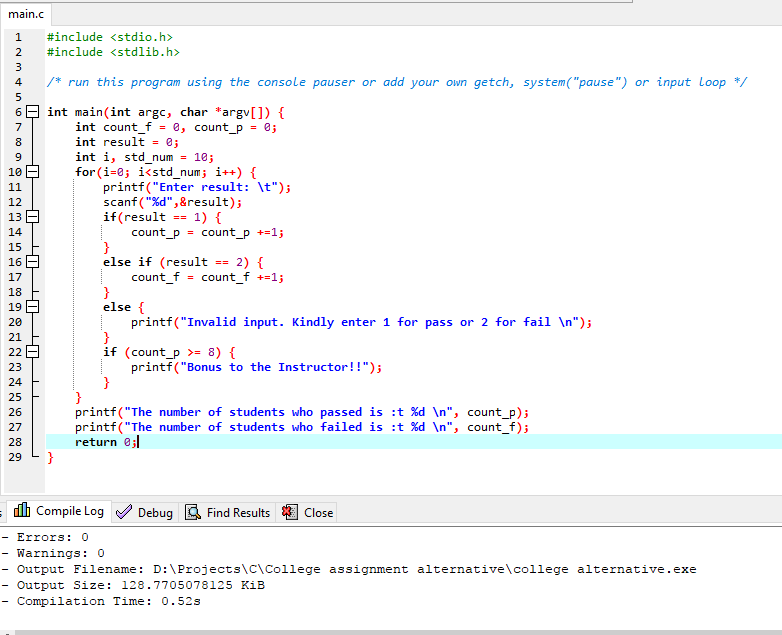 main.c
1 #include <stdio.h>
2 #include <stdlib.h>
3
4 /* run this program using the console pauser or add your own getch, system("pause") or input loop */
5
6 int main(int argc, char *argv[]) {
7 int count_f = 0, count_p = 0;
8 int result = 0;
9 int i, std_num = 10;
10 for(i=0; i<std_num; i++) {
11 printf("Enter result: \t");
12 scanf("%d",&result);
13 if(result == 1) {
14 count_p = count_p +=1;
15 }
16 else if (result == 2) {
17 count_f = count_f +=1;
18 }
19 else {
20 printf("Invalid input. Kindly enter 1 for pass or 2 for fail \n");
21 }
22 if (count_p >= 8) {
23 printf("Bonus to the Instructor!!");
24 }
25 }
26 printf("The number of students who passed is :t %d \n", count_p);
27 printf("The number of students who failed is :t %d \n", count_f);
28 return 0;
29 }
Compile Log Debug Find Results Close
- Errors: 0
- Warnings: 0
- Output Filename: D:\Projects\C\College assignment alternative\college alternative.exe
- Output Size: 128.7705078125 KiB
- Compilation Time: 0.52s